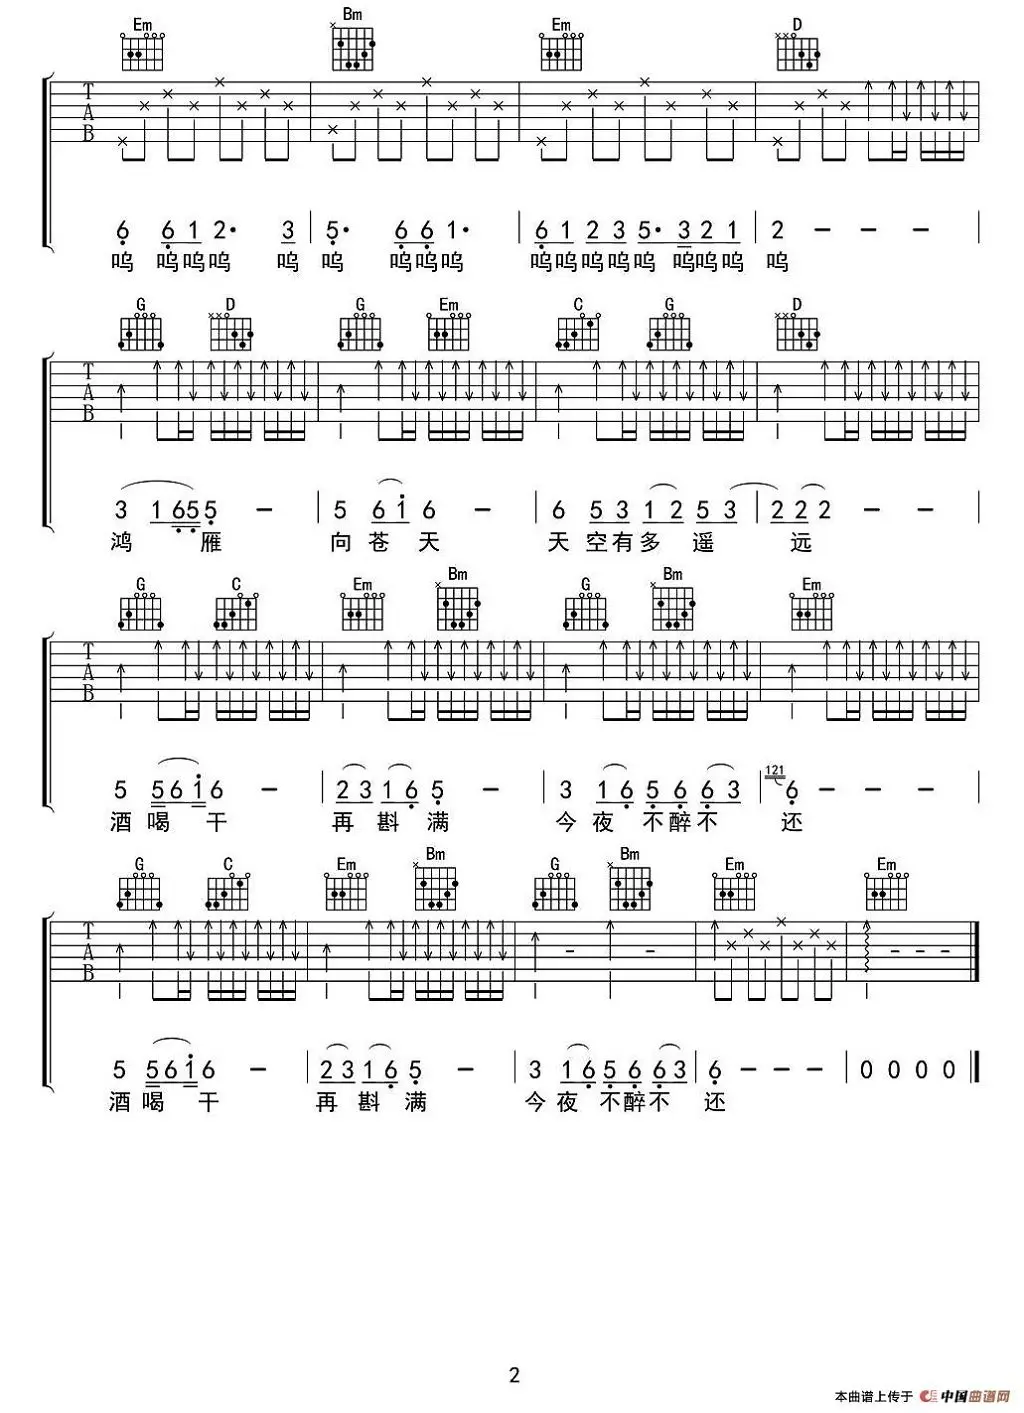 Em Bm Em D
T A B
6 6 1 2· 3 5· 6 6 1· 6 1 2 3 5· 3 2 1 2 — — —
呜 呜呜呜 呜 呜 呜呜呜 呜呜呜呜呜 呜呜呜 呜
G D G Em C G D
T A B
3 1 6 5 5 — 5 6 1 6 — 6 5 3 1 2 5 3 2 2 2 — —
鸿 雁 向 苍 天 天 空 有 多 遥 远
G C Em Bm G Bm Em
T A B
5 5 6 1 6 — 2 3 1 6 5 — 3 1 6 5 6 6 3 121 6 — — —
酒 喝 干 再 斟 满 今 夜 不 醉 不 还
G C Em Bm G Bm Em Em
T A B
5 5 6 1 6 — 2 3 1 6 5 — 3 1 6 5 6 6 3 6 — — — 0 0 0 0
酒 喝 干 再 斟 满 今 夜 不 醉 不 还
2
本曲谱上传于 中国曲谱网